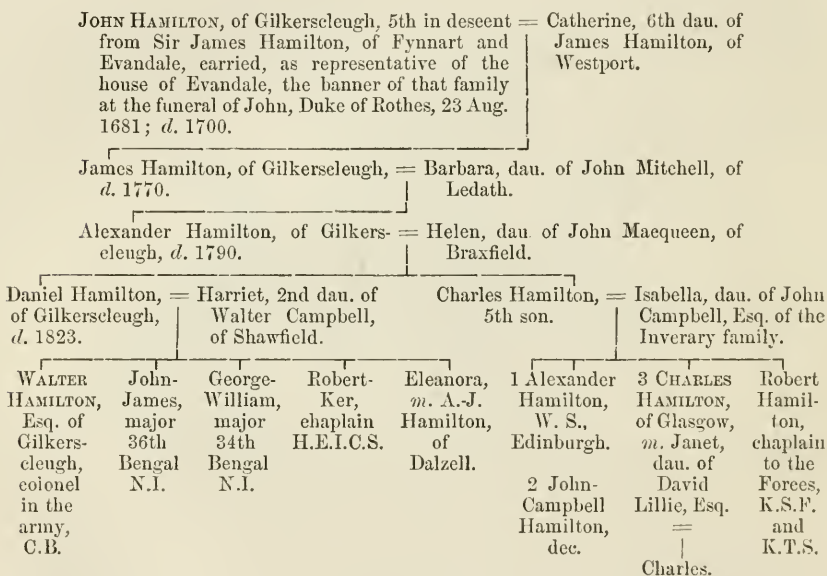 JOHN HAMILTON, of Gilkerscleugh, 5th in descent
from Sir James Hamilton, of Fynnart and
Evandale, carried, as representative of the
house of Evandale, the banner of that family
at the funeral of John, Duke of Rothes, 23 Aug.
1681; d. 1700.
=
Catherine, 6th dau. of
James Hamilton, of
Westport.
James Hamilton, of Gilkerscleugh,
d. 1770.
=
Barbara, dau. of John Mitchell, of
Ledath.
Alexander Hamilton, of Gilkers-
cleugh, d. 1790.
=
Helen, dau. of John Macqueen, of
Braxfield.
Daniel Hamilton,
of Gilkerscleugh,
d. 1823.
=
Harriet, 2nd dau. of
Walter Campbell,
of Shawfield.
Charles Hamilton,
5th son.
=
Isabella, dau. of John
Campbell, Esq. of the
Inverary family.
WALTER
HAMILTON,
Esq. of
Gilkers-
cleugh,
colonel
in the
army,
C.B.
John-
James,
major
36th
Bengal
N.I.
George-
William,
major
34th
Bengal
N.I.
Robert-
Ker,
chaplain
H.E.I.C.S.
Eleanora,
m. A.-J.
Hamilton,
of
Dalzell.
1 Alexander
Hamilton,
W. S.,
Edinburgh.
2 John-
Campbell
Hamilton,
dec.
3 CHARLES
HAMILTON,
of Glasgow,
m. Janet,
dau. of
David
Lillie, Esq.
=
Charles.
Robert
Hamil-
ton,
chaplain
to the
Forces,
K.S.F.
and
K.T.S.